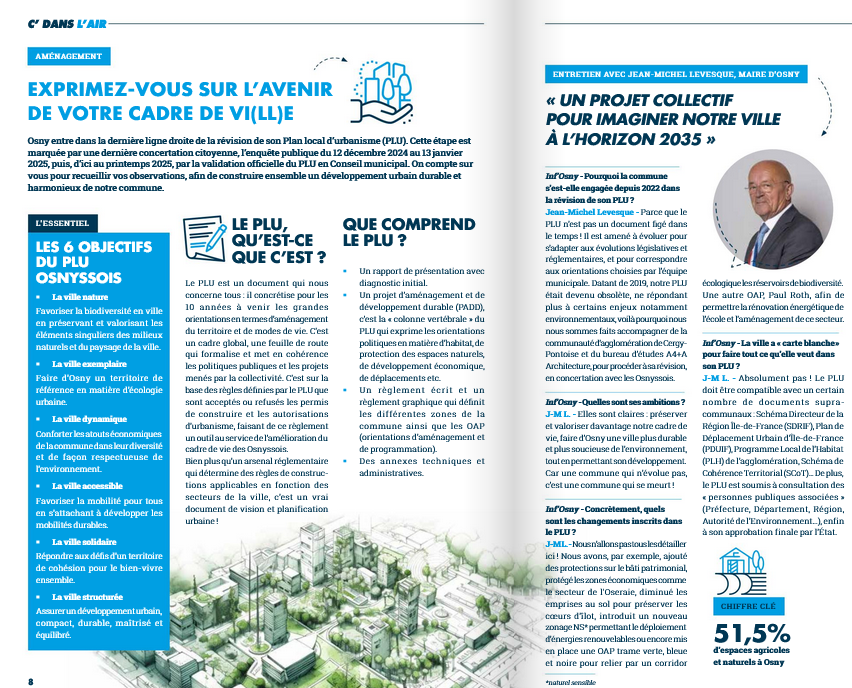 C' DANS L'AIR
AMÉNAGEMENT
EXPRIMEZ-VOUS SUR L'AVENIR
DE VOTRE CADRE DE VI(LL)E
Osny entre dans la dernière ligne droite de la révision de son Plan local d'urbanisme (PLU). Cette étape est
marquée par une dernière concertation citoyenne, l'enquête publique du 12 décembre 2024 au 13 janvier
2025, puis, d'ici au printemps 2025, par la validation officielle du PLU en Conseil municipal. On compte sur
vous pour recueillir vos observations, afin de construire ensemble un développement urbain durable et
harmonieux de notre commune.
L'ESSENTIEL
LES 6 OBJECTIFS
DU PLU
OSNYSSOIS
• La ville nature
Favoriser la biodiversité en ville
en préservant et valorisant les
éléments singuliers des milieux
naturels et du paysage de la ville.
• La ville exemplaire
Faire d'Osny un territoire de
référence en matière d'écologie
urbaine.
• La ville dynamique
Conforter les atouts économiques
de la commune dans leur diversité
et de façon respectueuse de
l'environnement.
• La ville accessible
Favoriser la mobilité pour tous
en s'attachant à développer les
mobilités durables.
• La ville solidaire
Répondre aux défis d'un territoire
de cohésion pour le bien-vivre
ensemble.
• La ville structurée
Assurer un développement urbain,
compact, durable, maîtrisé et
équilibré.
8
LE PLU,
QU'EST-CE
QUE C'EST ?
Le PLU est un document qui nous
concerne tous : il concrétise pour les
10 années à venir les grandes
orientations en termes d'aménagement
du territoire et de modes de vie. C'est
un cadre global, une feuille de route
qui formalise et met en cohérence
les politiques publiques et les projets
menés par la collectivité. C'est sur la
base des règles définies par le PLU que
sont acceptés ou refusés les permis
de construire et les autorisations
d'urbanisme, faisant de ce règlement
un outil au service de l'amélioration du
cadre de vie des Osnyssois.
Bien plus qu'un arsenal réglementaire
qui détermine des règles de construc-
tions applicables en fonction des
secteurs de la ville, c'est un vrai
document de vision et planification
urbaine !
QUE COMPREND
LE PLU ?
• Un rapport de présentation avec
diagnostic initial.
• Un projet d'aménagement et de
développement durable (PADD),
c'est la « colonne vertébrale » du
PLU qui exprime les orientations
politiques en matière d'habitat, de
protection des espaces naturels,
de développement économique,
de déplacements etc.
• Un règlement écrit et un
règlement graphique qui définit
les différentes zones de la
commune ainsi que les OAP
(orientations d'aménagement et
de programmation).
• Des annexes techniques et
administratives.
ENTRETIEN AVEC JEAN-MICHEL LEVESQUE, MAIRE D'OSNY
« UN PROJET COLLECTIF
POUR IMAGINER NOTRE VILLE
À L'HORIZON 2035 »
Inf'Osny - Pourquoi la commune
s'est-elle engagée depuis 2022 dans
la révision de son PLU ?
Jean-Michel Levesque - Parce que le
PLU n'est pas un document figé dans
le temps ! Il est amené à évoluer pour
s'adapter aux évolutions législatives et
réglementaires, et pour correspondre
aux orientations choisies par l'équipe
municipale. Datant de 2019, notre PLU
était devenu obsolète, ne répondant
plus à certains enjeux notamment
environnementaux, voilà pourquoi nous
nous sommes faits accompagner de la
communauté d'agglomération de Cergy-
Pontoise et du bureau d'études A4+A
Architecture, pour procéder à sa révision,
en concertation avec les Osnyssois.
Inf'Osny - Quelles sont ses ambitions ?
J-M L. - Elles sont claires : préserver
et valoriser davantage notre cadre de
vie, faire d'Osny une ville plus durable
et plus soucieuse de l'environnement,
tout en permettant son développement.
Car une commune qui n'évolue pas,
c'est une commune qui se meurt !
Inf'Osny - Concrètement, quels
sont les changements inscrits dans
le PLU ?
J-ML. - Nous n'allons pas tous les détailler
ici ! Nous avons, par exemple, ajouté
des protections sur le bâti patrimonial,
protégé les zones économiques comme
le secteur de l'Oseraie, diminué les
emprises au sol pour préserver les
cœurs d'îlot, introduit un nouveau
zonage NS* permettant le déploiement
d'énergies renouvelables ou encore mis
en place une OAP trame verte, bleue
et noire pour relier par un corridor
*naturel sensible
écologique les réservoirs de biodiversité.
Une autre OAP, Paul Roth, afin de
permettre la rénovation énergétique de
l'école et l'aménagement de ce secteur.
Inf'Osny - La ville a « carte blanche»
pour faire tout ce qu'elle veut dans
son PLU ?
J-M L. - Absolument pas ! Le PLU
doit être compatible avec un certain
nombre de documents supra-
communaux : Schéma Directeur de la
Région Île-de-France (SDRIF), Plan de
Déplacement Urbain d'Île-de-France
(PDUIF), Programme Local de l'Habitat
(PLH) de l'agglomération, Schéma de
Cohérence Territorial (SCoT)... De plus,
le PLU est soumis à consultation des
« personnes publiques associées »
(Préfecture, Département, Région,
Autorité de l'Environnement...), enfin
à son approbation finale par l'État.
CHIFFRE CLÉ
51,5%
d'espaces agricoles
et naturels à Osny